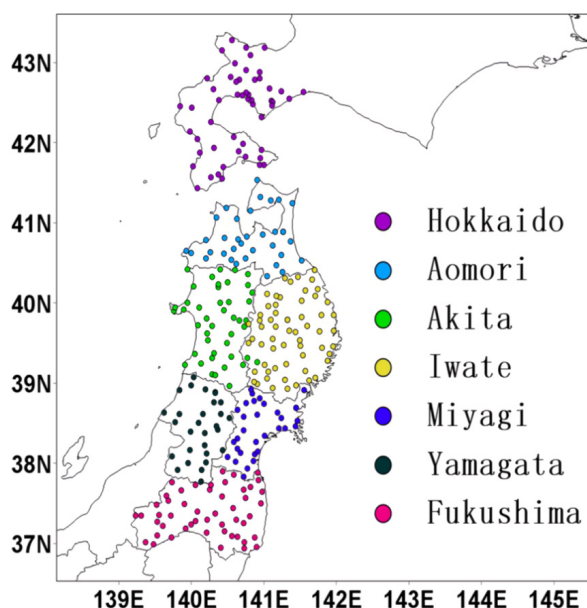 43N
42N
41N
40N
39N
38N
37N
Hokkaido
Aomori
Akita
Iwate
Miyagi
Yamagata
Fukushima
139E 140E 141E 142E 143E 144E 145E